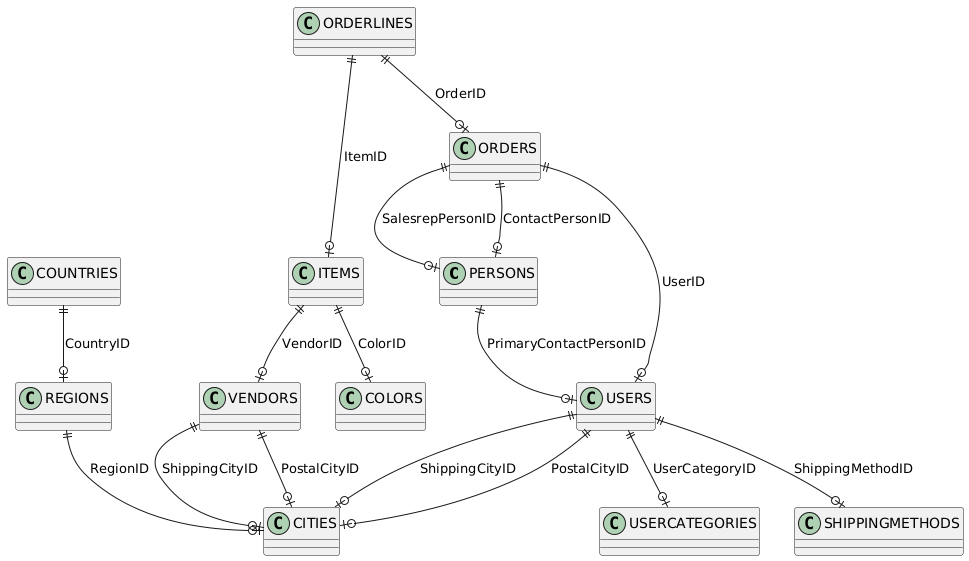 C ORDERLINES
OrderID
C ORDERS
ItemID
SalesrepPersonID
ContactPersonID
C COUNTRIES
C ITEMS
C PERSONS
UserID
CountryID
VendorID
ColorID
PrimaryContactPersonID
C REGIONS
C VENDORS
C COLORS
C USERS
RegionID
ShippingCityID
PostalCityID
ShippingCityID
PostalCityID
UserCategoryID
ShippingMethodID
C CITIES
C USERCATEGORIES
C SHIPPINGMETHODS